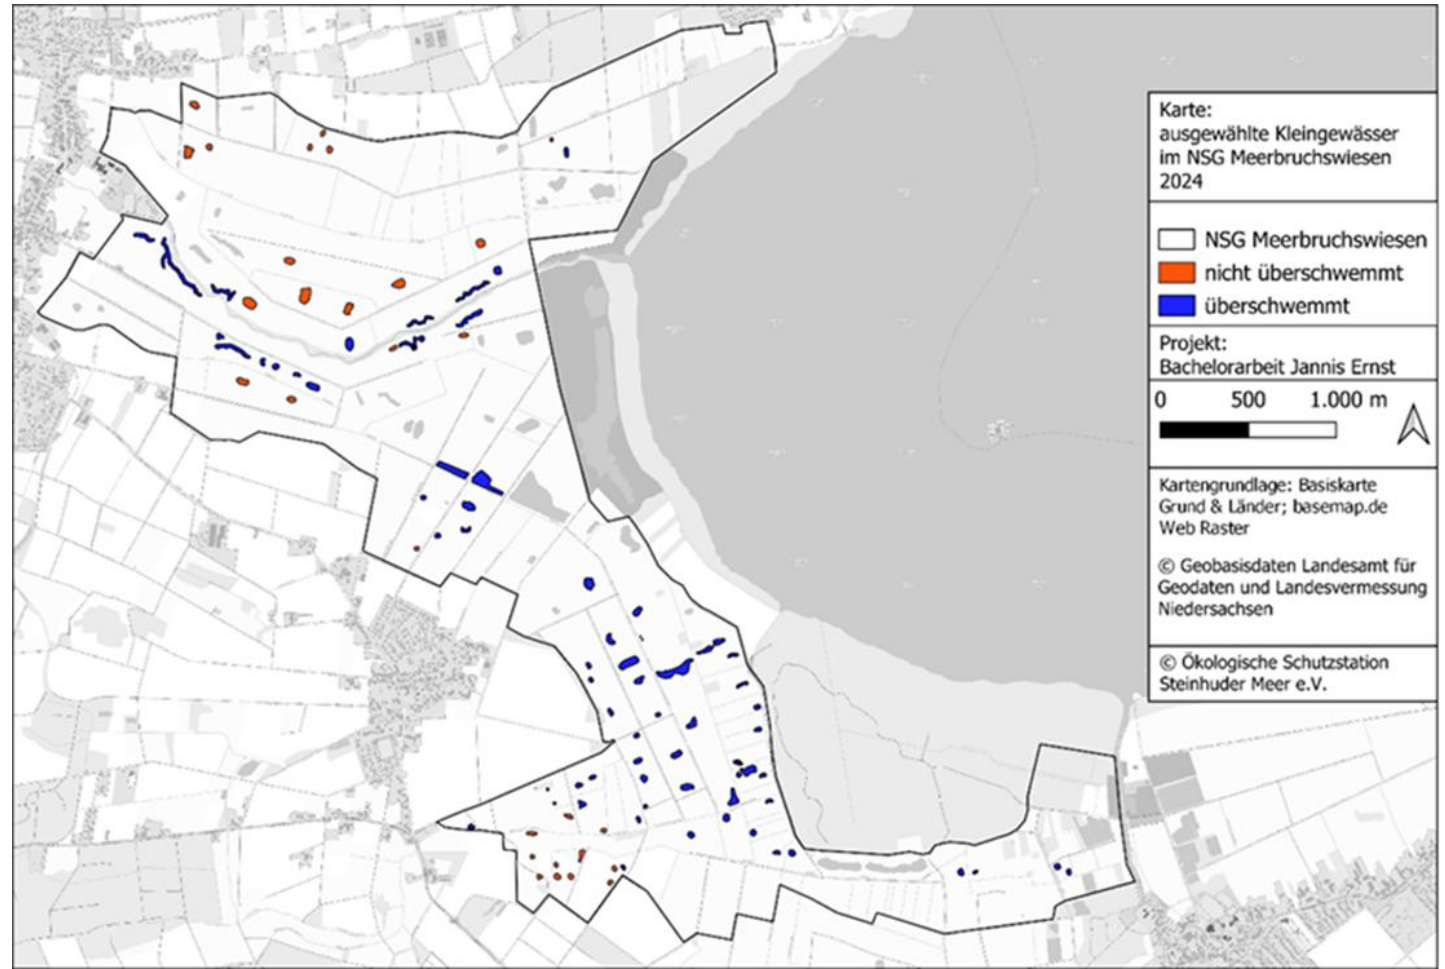 Karte:
ausgewählte Kleingewässer
im NSG Meerbruchswiesen
2024
NSG Meerbruchswiesen
nicht überschwemmt
überschwemmt
Projekt:
Bachelorarbeit Jannis Ernst
0 500 1.000 m
Kartengrundlage: Basiskarte
Grund & Länder; basemap.de
Web Raster
© Geobasisdaten Landesamt für
Geodaten und Landesvermessung
Niedersachsen
© Ökologische Schutzstation
Steinhuder Meer e.V.